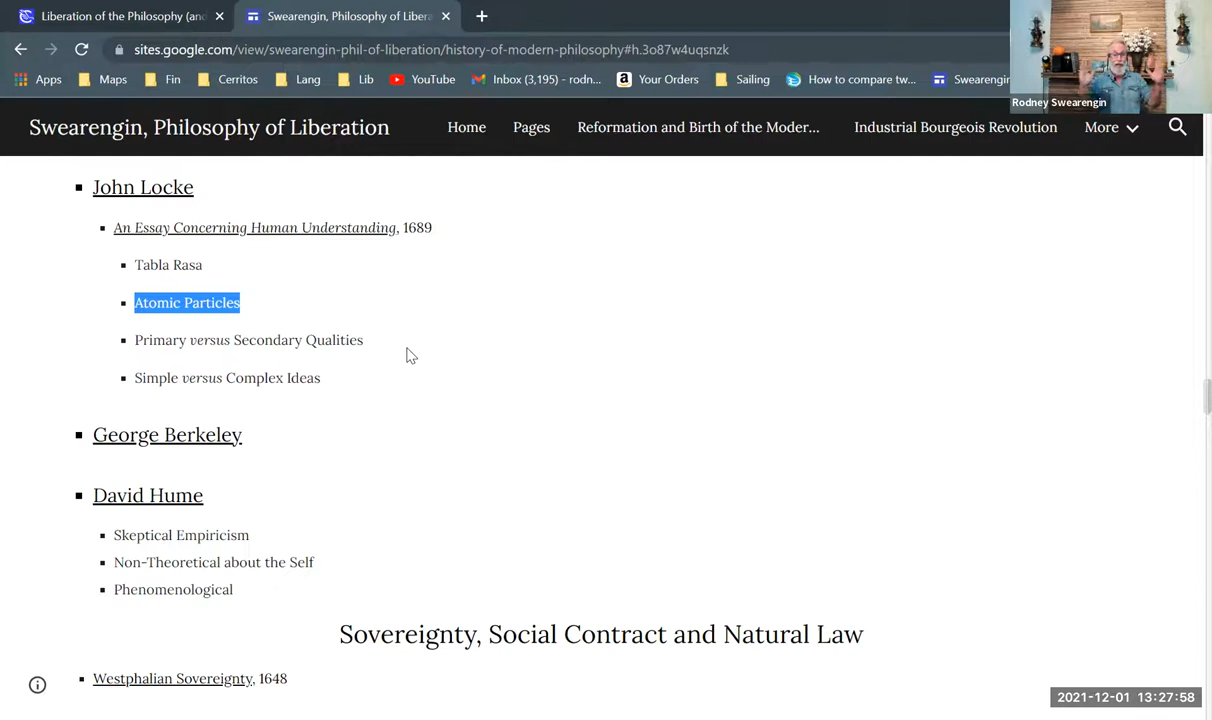 Liberation of the Philosophy (and
Swearengin, Philosophy of Libera
sites.google.com/view/swearengin-phil-of-liberation/history-of-modern-philosophy#h.3o87w4uqsnzk
Apps Maps Fin Cerritos Lang Lib YouTube Inbox (3,195) - rodn... Your Orders Sailing How to compare tw... Swearengin
Rodney Swearengin
Swearengin, Philosophy of Liberation Home Pages Reformation and Birth of the Moder... Industrial Bourgeois Revolution More
John Locke
An Essay Concerning Human Understanding, 1689
Tabla Rasa
Atomic Particles
Primary versus Secondary Qualities
Simple versus Complex Ideas
George Berkeley
David Hume
Skeptical Empiricism
Non-Theoretical about the Self
Phenomenological
Sovereignty, Social Contract and Natural Law
Westphalian Sovereignty, 1648
2021-12-01 13:27:58